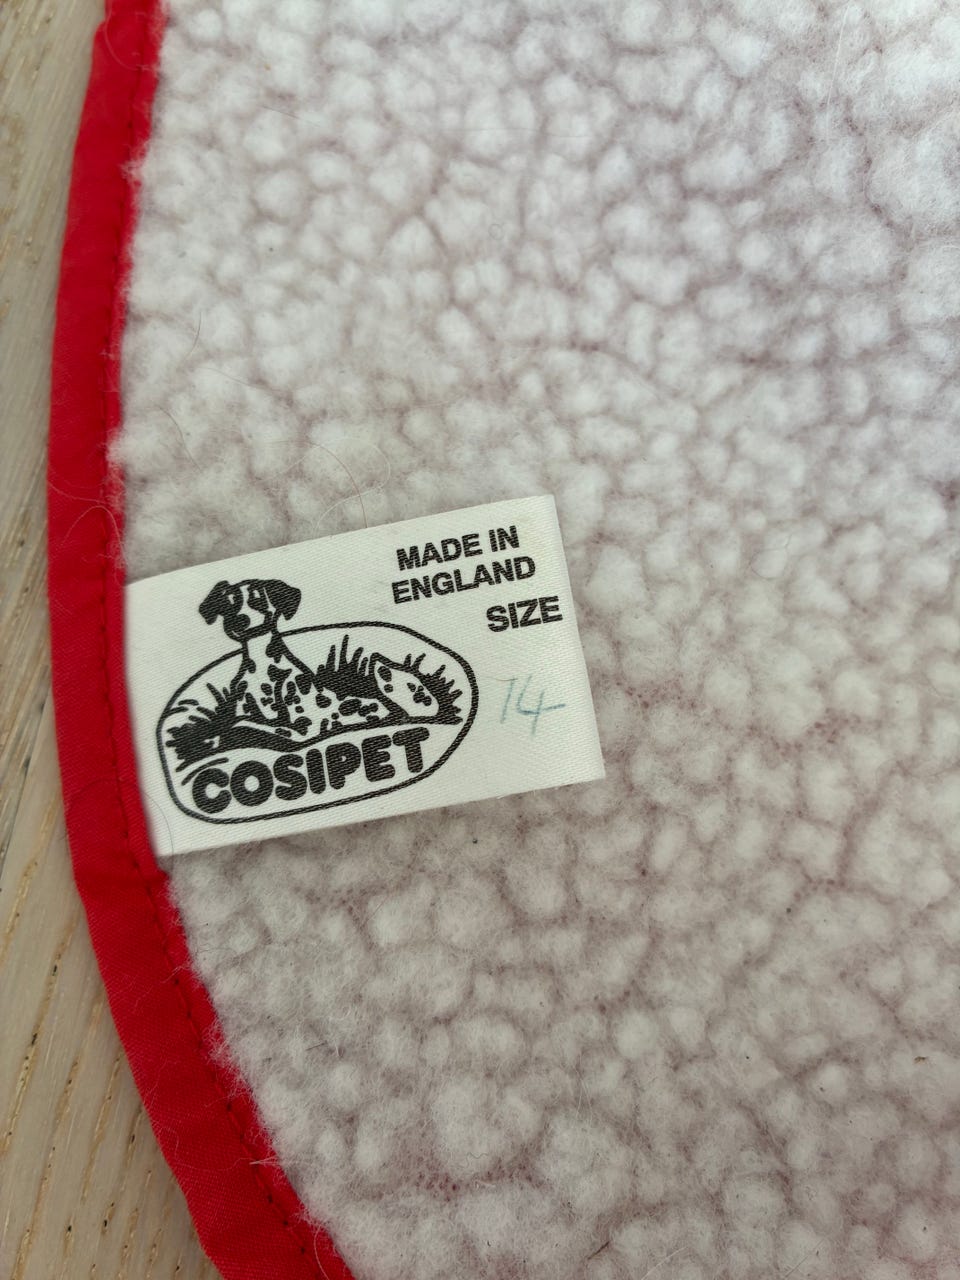 MADE IN
ENGLAND
SIZE
14
COSIPET